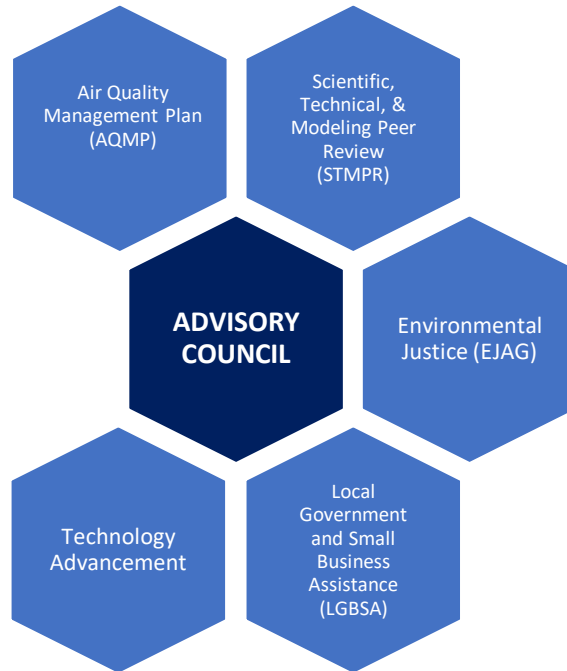 Air Quality
Management Plan
(AQMP)
Scientific,
Technical, &
Modeling Peer
Review
(STMPR)
ADVISORY
COUNCIL
Environmental
Justice (EJAG)
Technology
Advancement
Local
Government
and Small
Business
Assistance
(LGBSA)